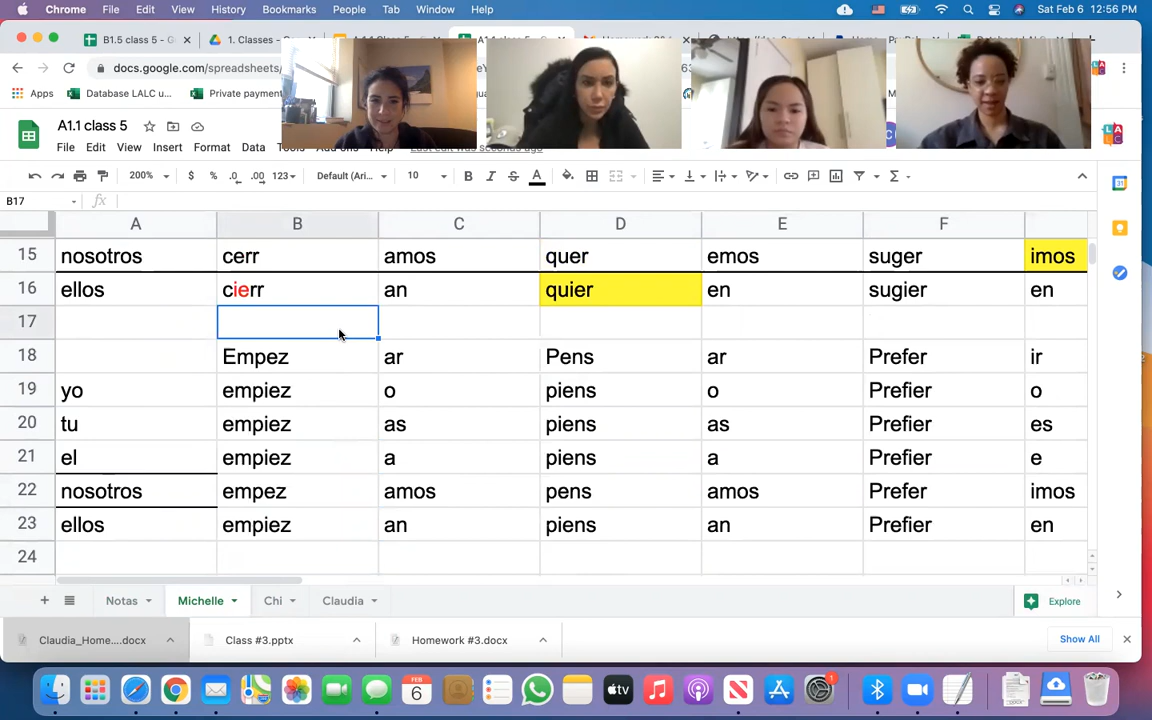 Chrome File Edit View History Bookmarks People Tab Window Help Sat Feb 6 12:56 PM
B1.5 class 5 - G 1. Classes - G
docs.google.com/spreadsheets/
Apps Database LALC u... Private payment
A1.1 class 5
File Edit View Insert Format Data
200% $ % .0 .00 123 Default (Ari... 10 B I S A
B17 fx
A B C D E F
15 nosotros cerr amos quer emos suger imos
16 ellos cierr an quier en sugier en
17
18 Empez ar Pens ar Prefer ir
19 yo empiez o piens o Prefier o
20 tu empiez as piens as Prefier es
21 el empiez a piens a Prefier e
22 nosotros empez amos pens amos Prefer imos
23 ellos empiez an piens an Prefier en
24
Notas Michelle Chi Claudia Explore
Claudia_Home....docx Class #3.pptx Homework #3.docx Show All
FEB 6 tv 1